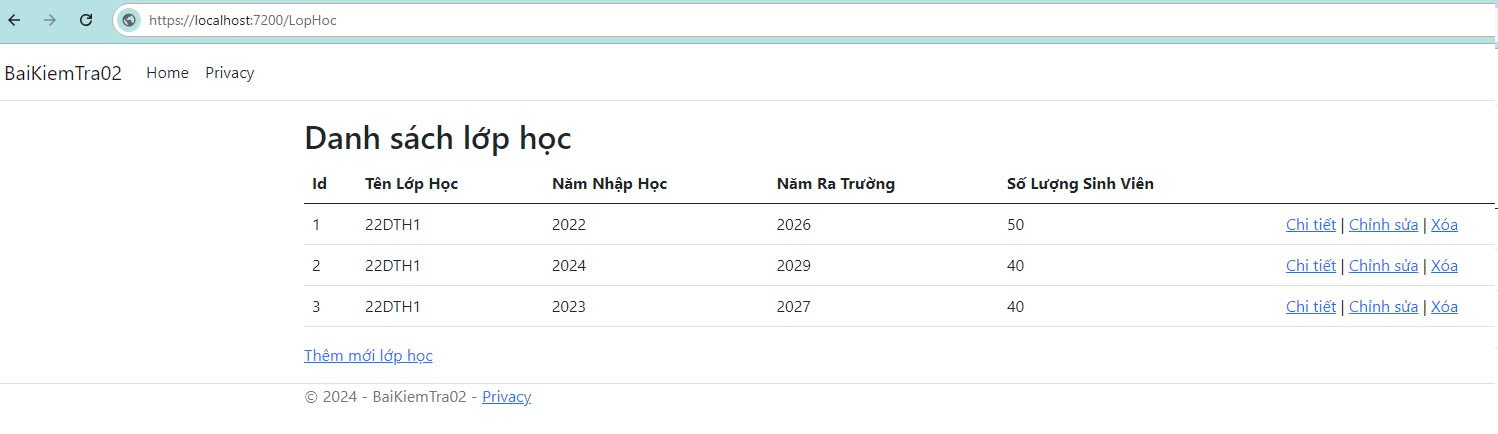 https://localhost:7200/LopHoc
BaiKiemTra02 Home Privacy
Danh sách lớp học
Id Tên Lớp Học Năm Nhập Học Năm Ra Trường Số Lượng Sinh Viên
1 22DTH1 2022 2026 50 Chi tiết | Chỉnh sửa | Xóa
2 22DTH1 2024 2029 40 Chi tiết | Chỉnh sửa | Xóa
3 22DTH1 2023 2027 40 Chi tiết | Chỉnh sửa | Xóa
Thêm mới lớp học
© 2024 - BaiKiemTra02 - Privacy